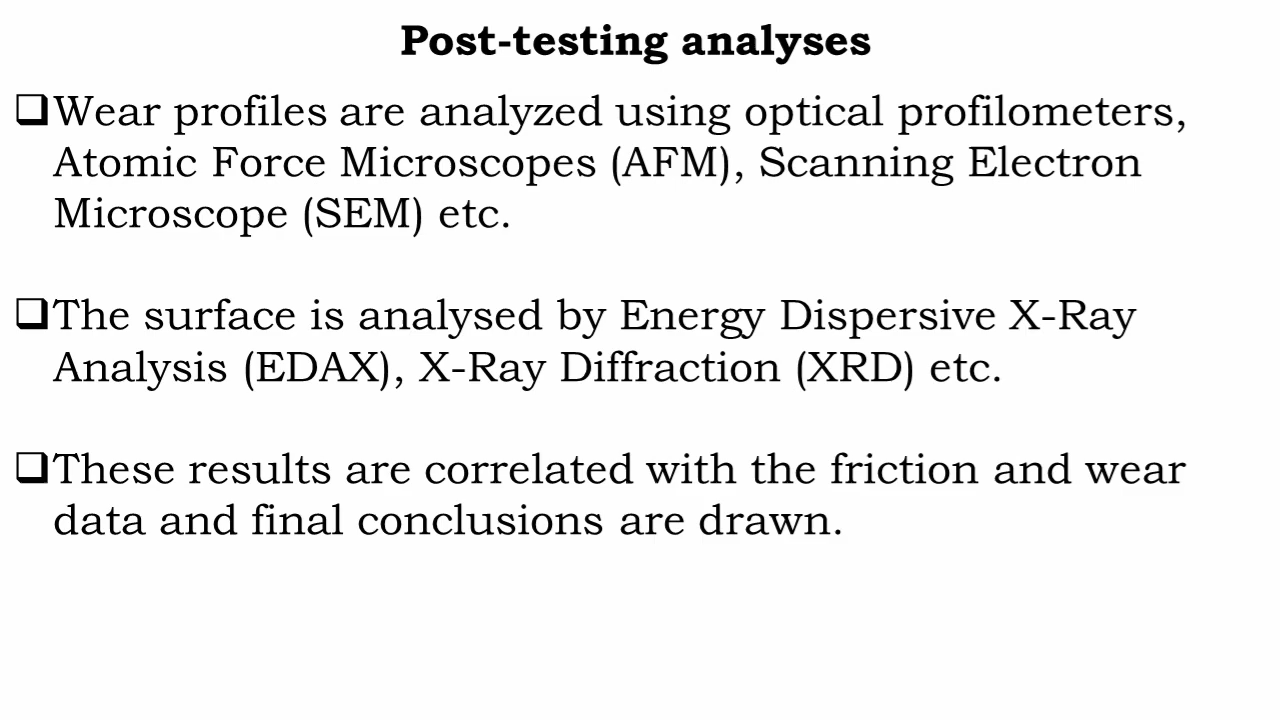 Post-testing analyses
❑Wear profiles are analyzed using optical profilometers,
Atomic Force Microscopes (AFM), Scanning Electron
Microscope (SEM) etc.
❑The surface is analysed by Energy Dispersive X-Ray
Analysis (EDAX), X-Ray Diffraction (XRD) etc.
❑These results are correlated with the friction and wear
data and final conclusions are drawn.